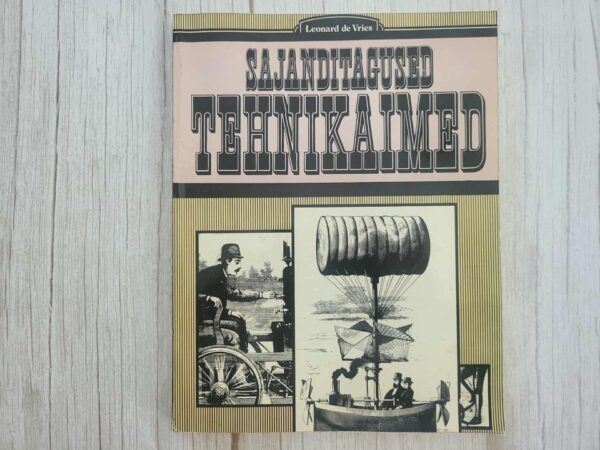 Leonard de Vries
SAJANDITAGUSED
TEHNIKAIMED